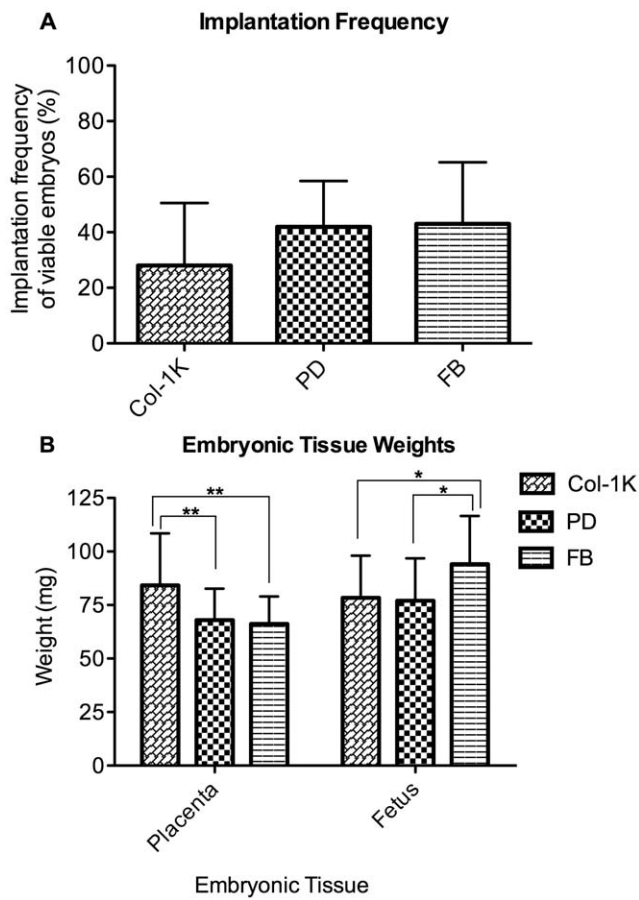 A
Implantation Frequency
Implantation frequency
of viable embryos (%)
100
80
60
40
20
0
Col-1K
PD
FB
B
Embryonic Tissue Weights
Weight (mg)
125
100
75
50
25
0
**
**
*
*
Col-1K
PD
FB
Placenta
Fetus
Embryonic Tissue